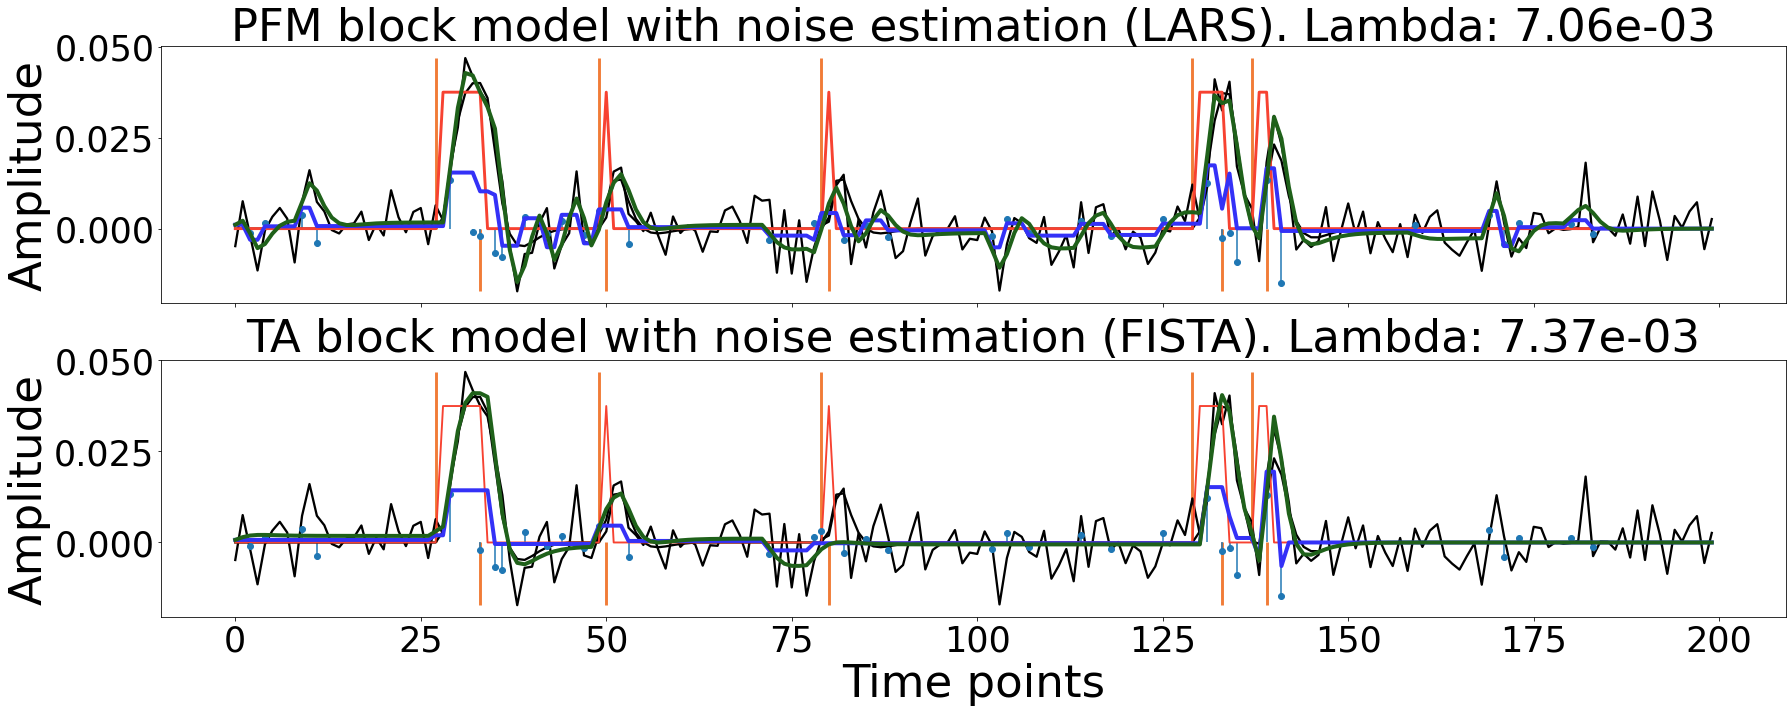 PFM block model with noise estimation (LARS). Lambda: 7.06e-03
0.050
0.025
0.000
Amplitude
TA block model with noise estimation (FISTA). Lambda: 7.37e-03
0.050
0.025
0.000
Amplitude
0 25 50 75 100 125 150 175 200
Time points